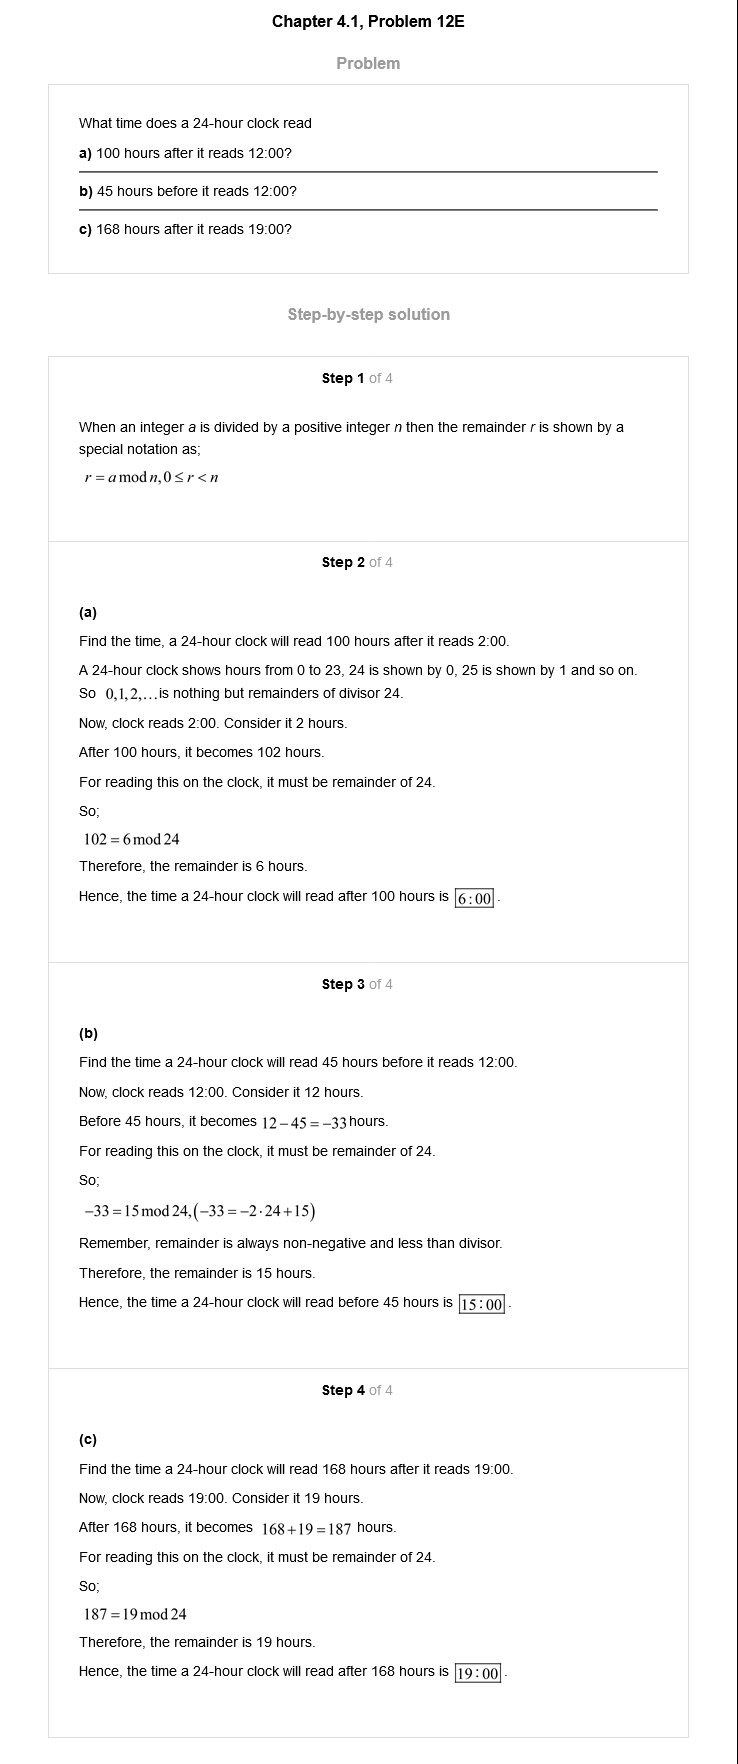 Chapter 4.1, Problem 12E
Problem
What time does a 24-hour clock read
a) 100 hours after it reads 12:00?
b) 45 hours before it reads 12:00?
c) 168 hours after it reads 19:00?
Step-by-step solution
Step 1 of 4
When an integer a is divided by a positive integer n then the remainder r is shown by a
special notation as;
r = a mod n, 0 ≤ r < n
Step 2 of 4
(a)
Find the time, a 24-hour clock will read 100 hours after it reads 2:00.
A 24-hour clock shows hours from 0 to 23, 24 is shown by 0, 25 is shown by 1 and so on.
So 0,1,2,... is nothing but remainders of divisor 24.
Now, clock reads 2:00. Consider it 2 hours.
After 100 hours, it becomes 102 hours.
For reading this on the clock, it must be remainder of 24.
So;
102 = 6 mod 24
Therefore, the remainder is 6 hours.
Hence, the time a 24-hour clock will read after 100 hours is 6:00.
Step 3 of 4
(b)
Find the time a 24-hour clock will read 45 hours before it reads 12:00.
Now, clock reads 12:00. Consider it 12 hours.
Before 45 hours, it becomes 12 − 45 = −33 hours.
For reading this on the clock, it must be remainder of 24.
So;
−33 = 15 mod 24, (−33 = −2·24 + 15)
Remember, remainder is always non-negative and less than divisor.
Therefore, the remainder is 15 hours.
Hence, the time a 24-hour clock will read before 45 hours is 15:00.
Step 4 of 4
(c)
Find the time a 24-hour clock will read 168 hours after it reads 19:00.
Now, clock reads 19:00. Consider it 19 hours.
After 168 hours, it becomes 168 + 19 = 187 hours.
For reading this on the clock, it must be remainder of 24.
So;
187 = 19 mod 24
Therefore, the remainder is 19 hours.
Hence, the time a 24-hour clock will read after 168 hours is 19:00.